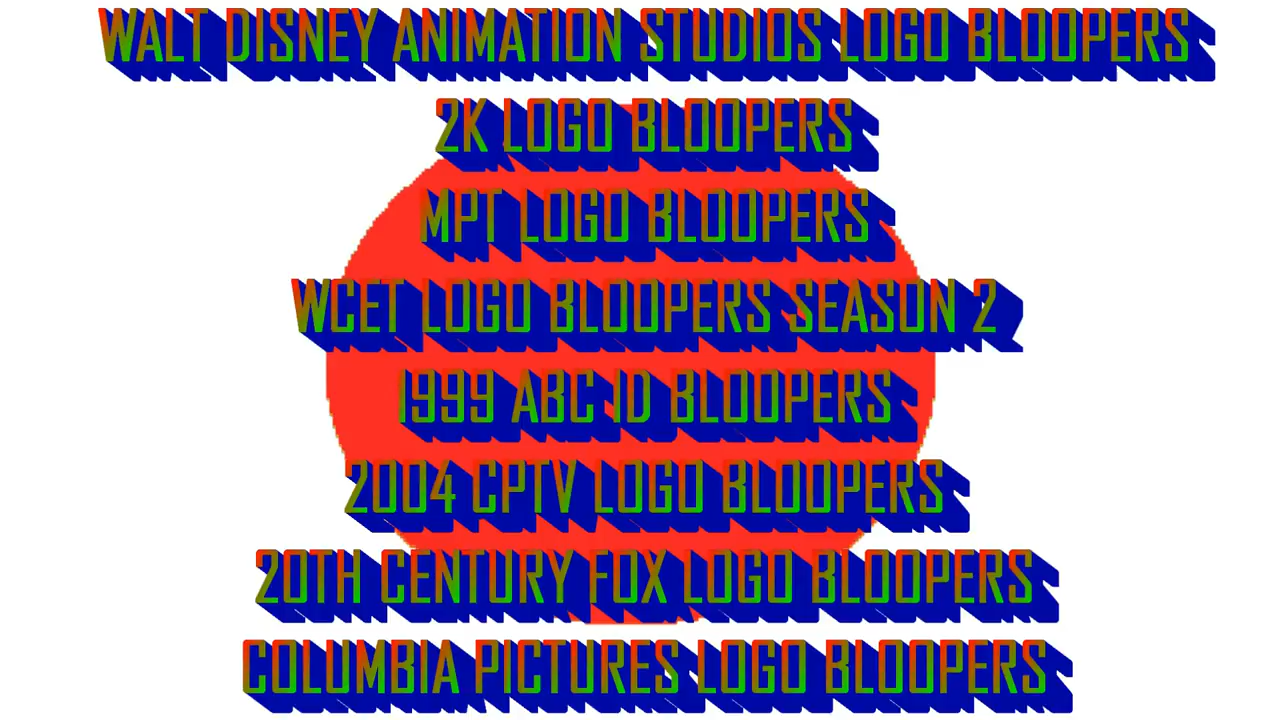 WALT DISNEY ANIMATION STUDIOS LOGO BLOOPERS
2K LOGO BLOOPERS
MPT LOGO BLOOPERS
WCET LOGO BLOOPERS SEASON 2
1999 ABC ID BLOOPERS
2004 CPTV LOGO BLOOPERS
20TH CENTURY FOX LOGO BLOOPERS
COLUMBIA PICTURES LOGO BLOOPERS